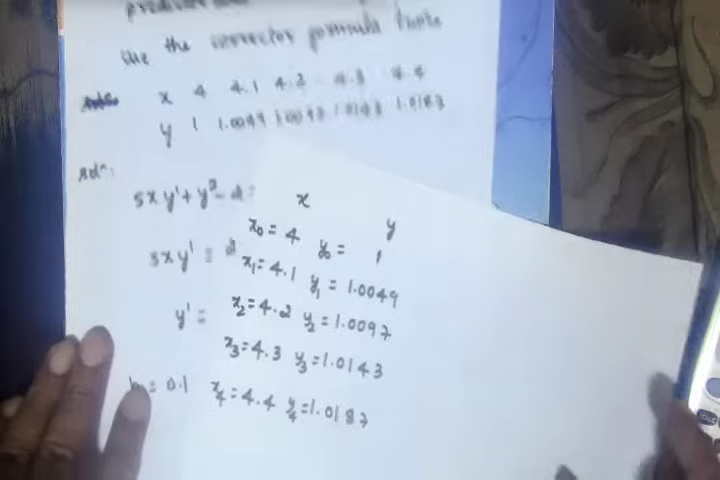 use the corrector formula twice
x 4 4.1 4.2 4.3 4.4
y 1 1.0049 1.0097 1.0143 1.0187
soln:
5xy' + y² - 2 =
x y
x₀ = 4 y₀ = 1
5xy' = 2
x₁ = 4.1 y₁ = 1.0049
y' =
x₂ = 4.2 y₂ = 1.0097
x₃ = 4.3 y₃ = 1.0143
h = 0.1
x₄ = 4.4 y₄ = 1.0187